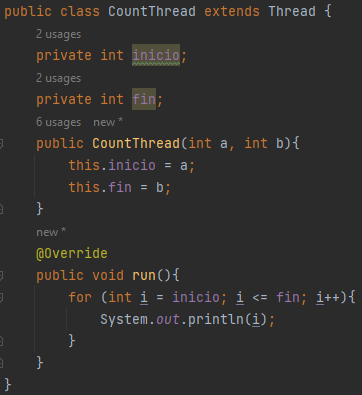 public class CountThread extends Thread {
2 usages
private int inicio;
2 usages
private int fin;
6 usages new *
public CountThread(int a, int b){
this.inicio = a;
this.fin = b;
}
new *
@Override
public void run(){
for (int i = inicio; i <= fin; i++){
System.out.println(i);
}
}
}